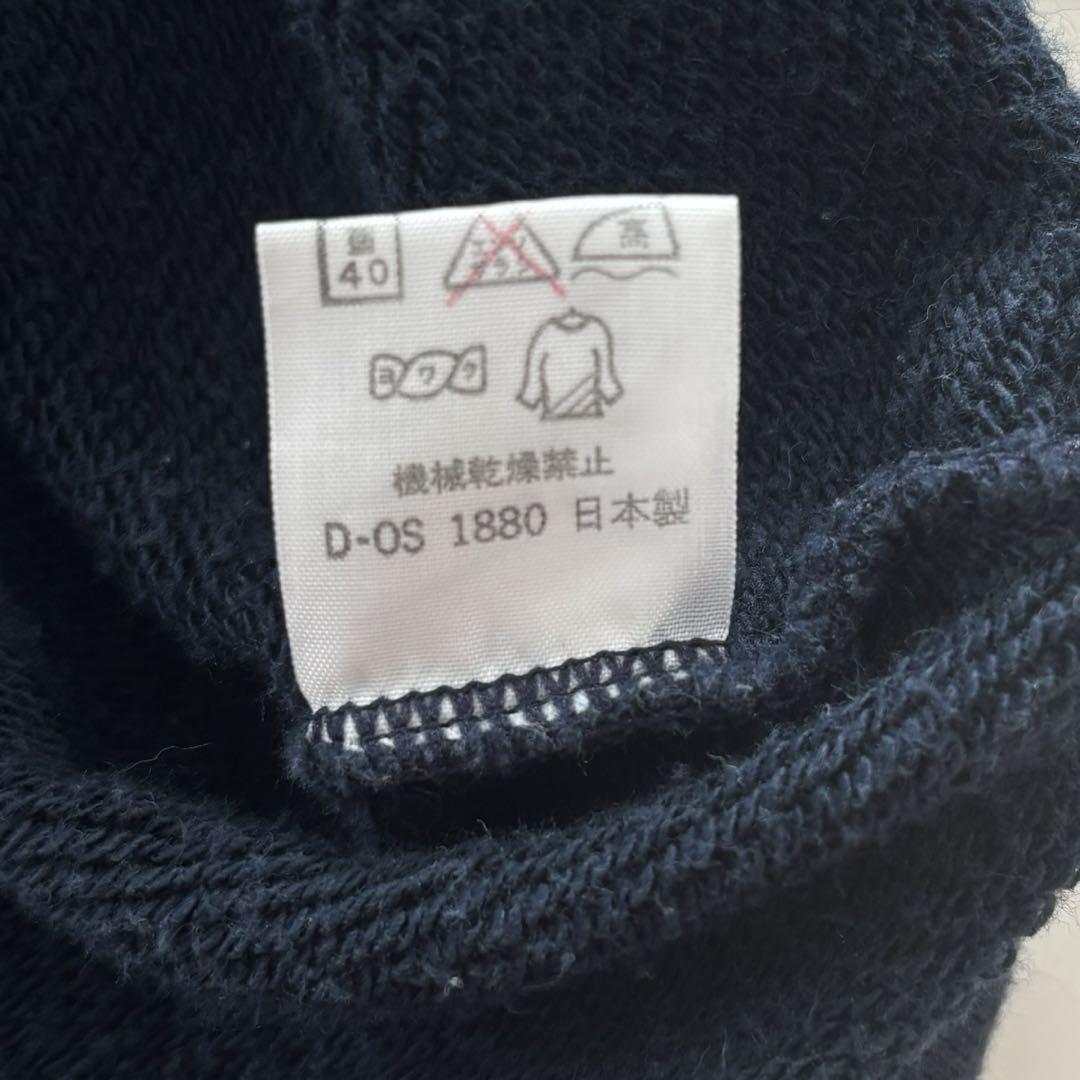 40 エンソ 高
サラシ
ヨワク
機械乾燥禁止
D-OS 1880 日本製